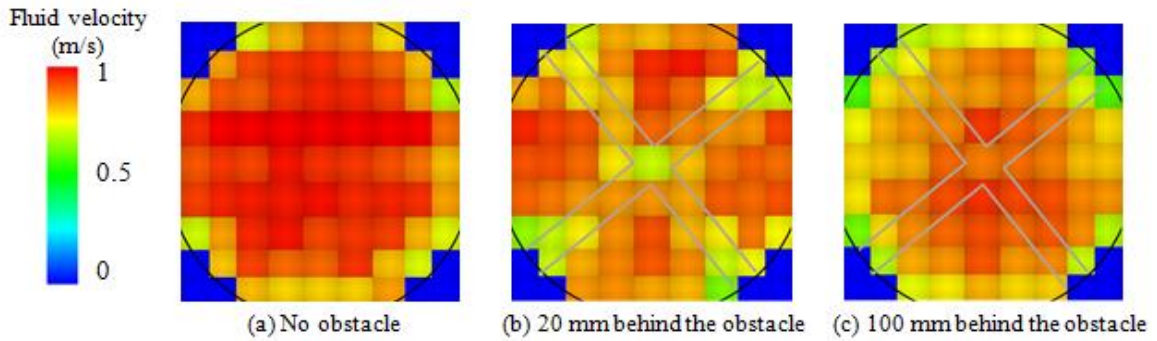 Fluid velocity
(m/s)
1
0.5
0
(a) No obstacle
(b) 20 mm behind the obstacle
(c) 100 mm behind the obstacle